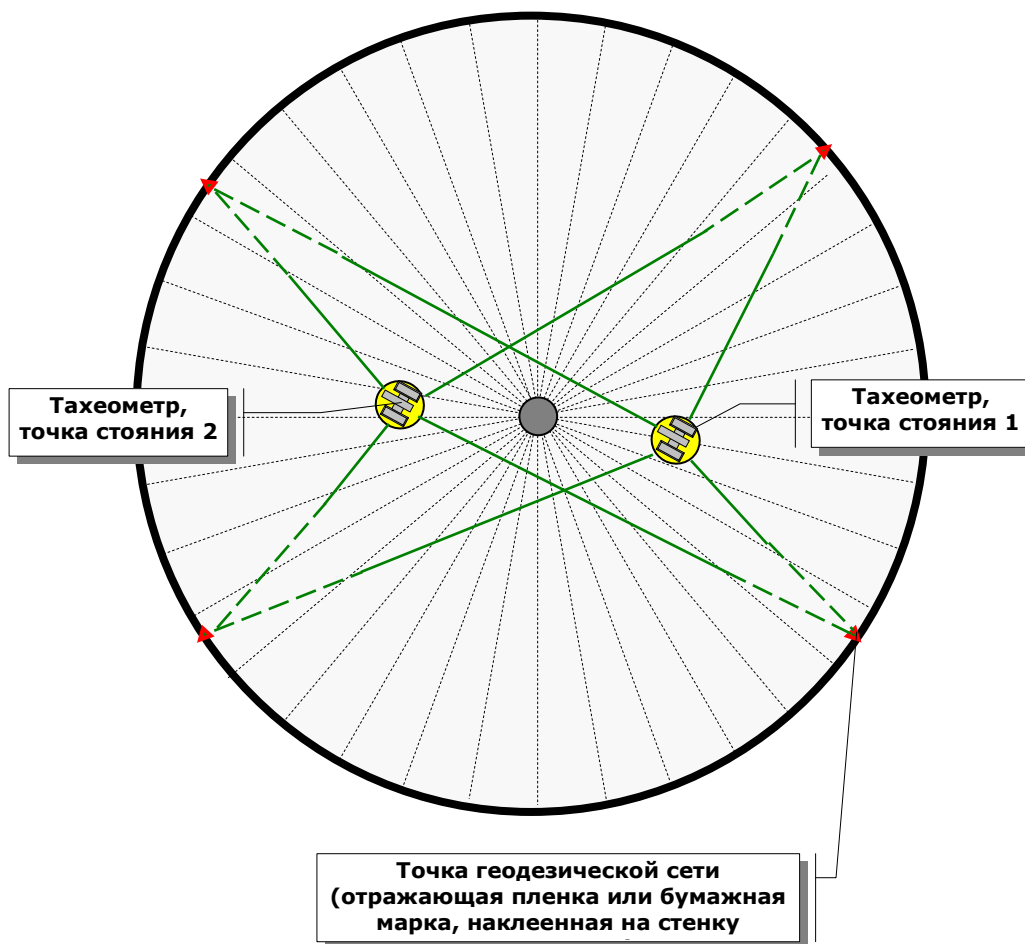 Тахеометр,
точка стояния 2
Тахеометр,
точка стояния 1
Точка геодезической сети
(отражающая пленка или бумажная
марка, наклеенная на стенку